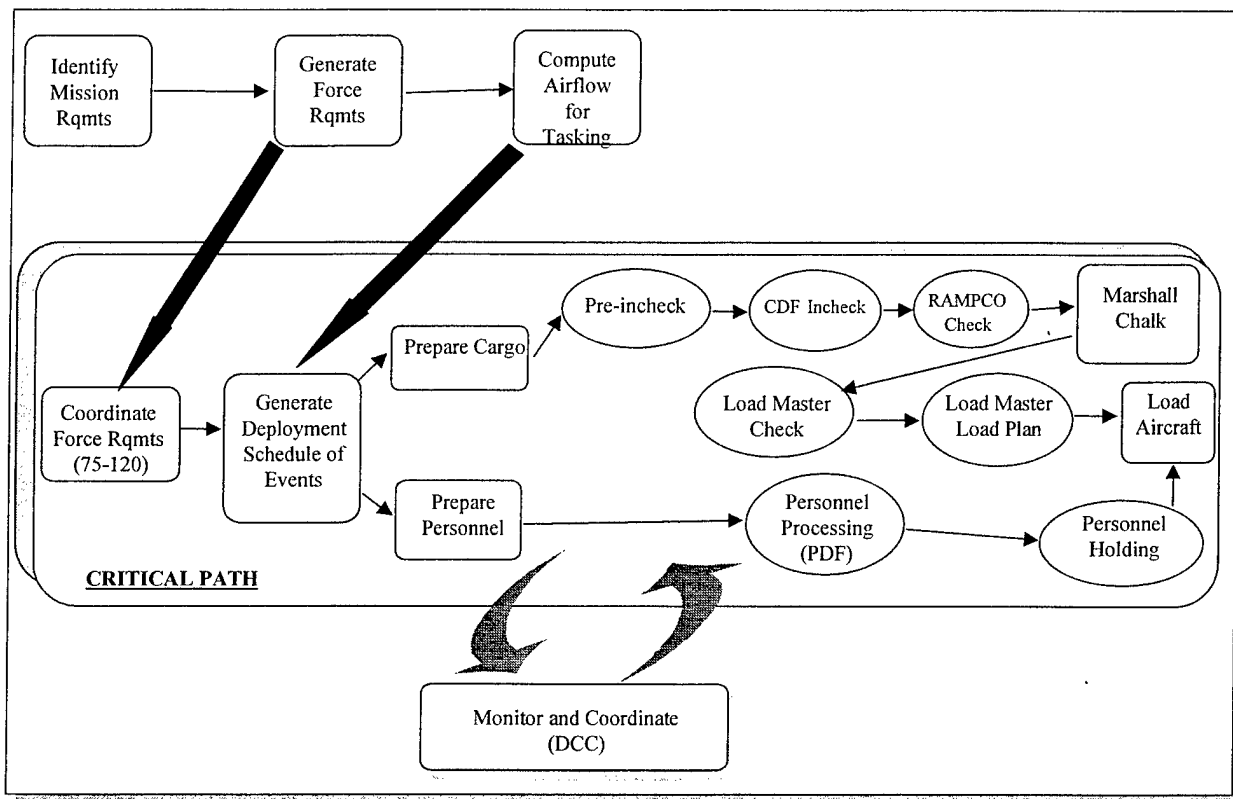 Identify
Mission
Rqmts
Generate
Force
Rqmts
Compute
Airflow
for
Tasking
Pre-incheck
CDF Incheck
RAMPCO
Check
Marshall
Chalk
Prepare Cargo
Coordinate
Force Rqmts
(75-120)
Generate
Deployment
Schedule of
Events
Load Master
Check
Load Master
Load Plan
Load
Aircraft
Prepare
Personnel
Personnel
Processing
(PDF)
Personnel
Holding
CRITICAL PATH
Monitor and Coordinate
(DCC)